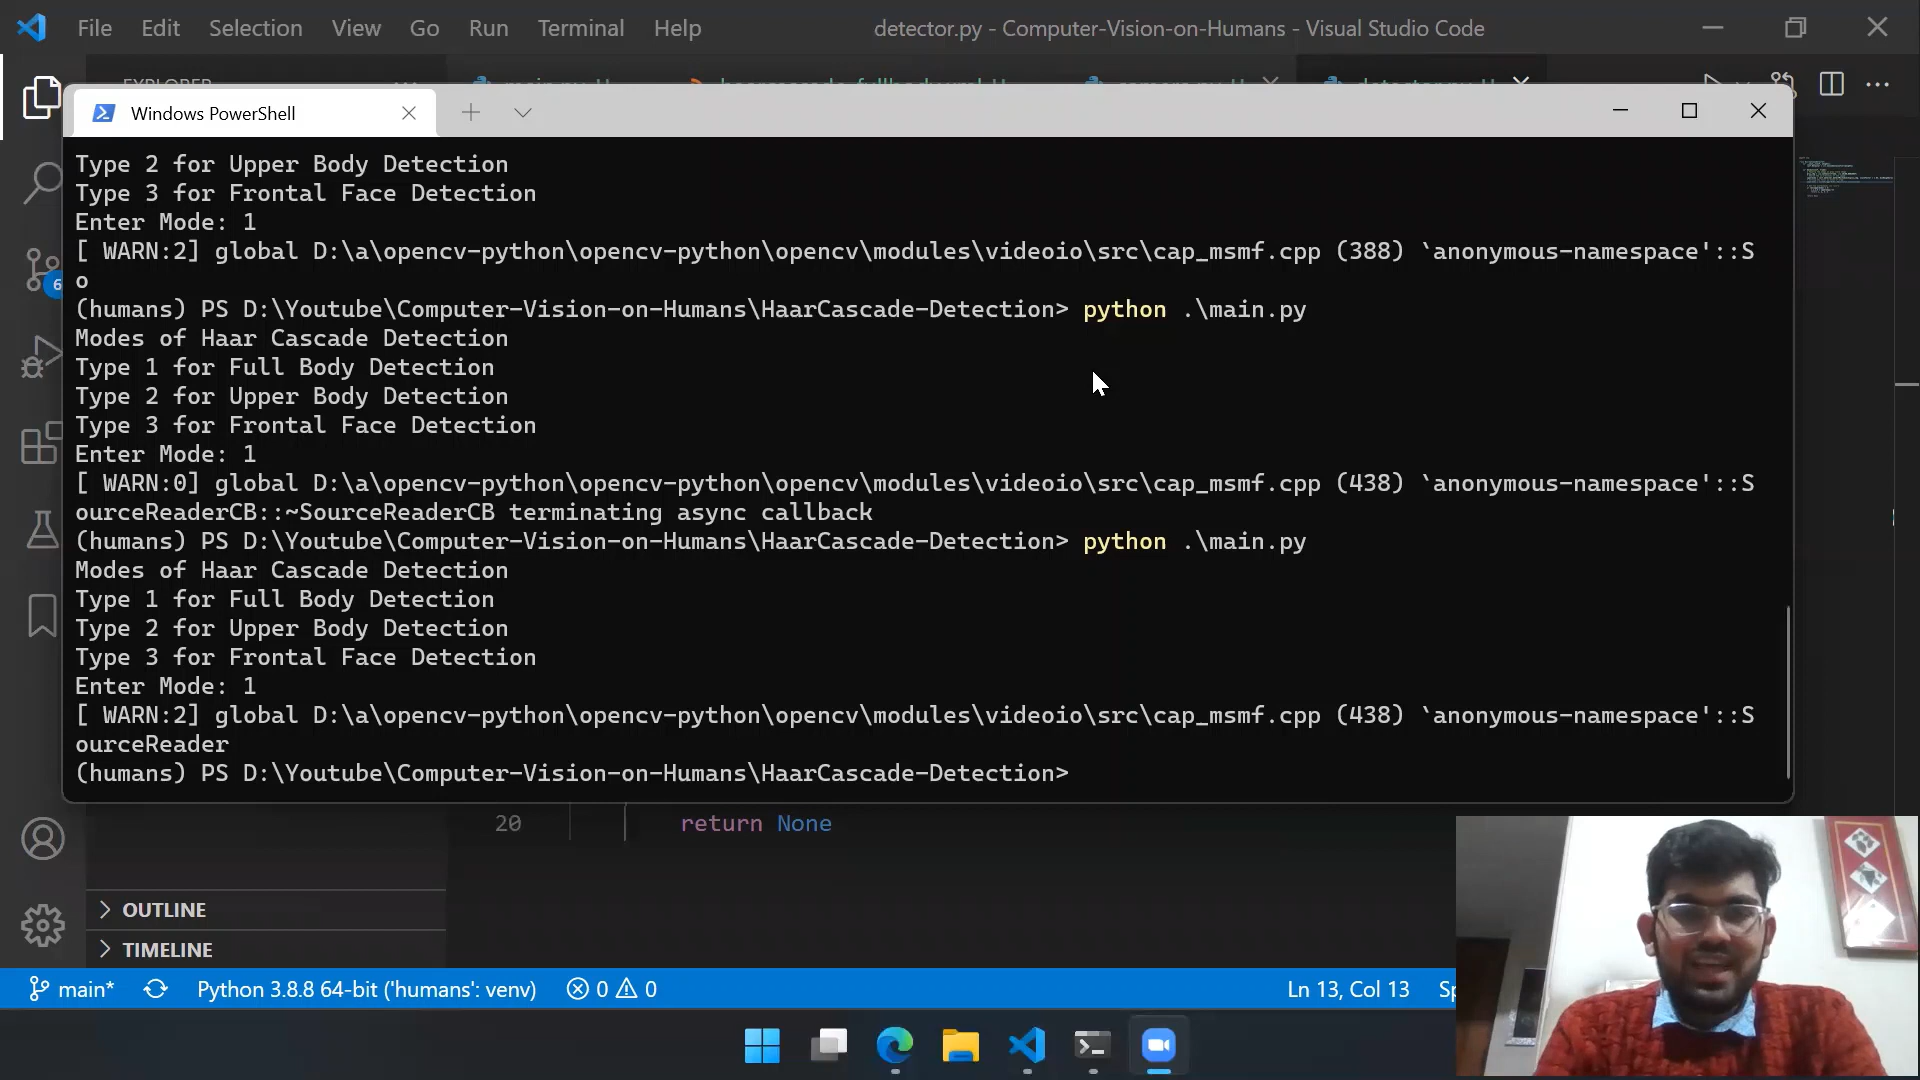 File Edit Selection View Go Run Terminal Help
detector.py - Computer-Vision-on-Humans - Visual Studio Code
EXPLORER
Windows PowerShell
Type 2 for Upper Body Detection
Type 3 for Frontal Face Detection
Enter Mode: 1
[ WARN:2] global D:\a\opencv-python\opencv-python\opencv\modules\videoio\src\cap_msmf.cpp (388) `anonymous-namespace'::S
o
(humans) PS D:\Youtube\Computer-Vision-on-Humans\HaarCascade-Detection> python .\main.py
Modes of Haar Cascade Detection
Type 1 for Full Body Detection
Type 2 for Upper Body Detection
Type 3 for Frontal Face Detection
Enter Mode: 1
[ WARN:0] global D:\a\opencv-python\opencv-python\opencv\modules\videoio\src\cap_msmf.cpp (438) `anonymous-namespace'::S
ourceReaderCB::~SourceReaderCB terminating async callback
(humans) PS D:\Youtube\Computer-Vision-on-Humans\HaarCascade-Detection> python .\main.py
Modes of Haar Cascade Detection
Type 1 for Full Body Detection
Type 2 for Upper Body Detection
Type 3 for Frontal Face Detection
Enter Mode: 1
[ WARN:2] global D:\a\opencv-python\opencv-python\opencv\modules\videoio\src\cap_msmf.cpp (438) `anonymous-namespace'::S
ourceReader
(humans) PS D:\Youtube\Computer-Vision-on-Humans\HaarCascade-Detection>
6
20 return None
OUTLINE
TIMELINE
main* Python 3.8.8 64-bit ('humans': venv) 0 0 Ln 13, Col 13 Sp